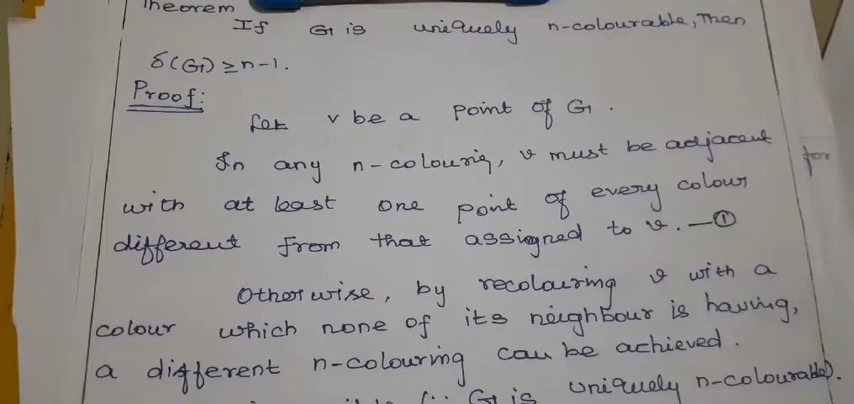 Theorem
If G is uniquely n-colourable, Then
δ(G) ≥ n-1.
Proof:
Let v be a point of G.
In any n-colourig, v must be adjacent
with at least one point of every colour
different from that assigned to v. —①
Otherwise, by recolouring v with a
colour which none of its neighbour is having,
a different n-colouring can be achieved.
(∵ G is uniquely n-colourable).
for